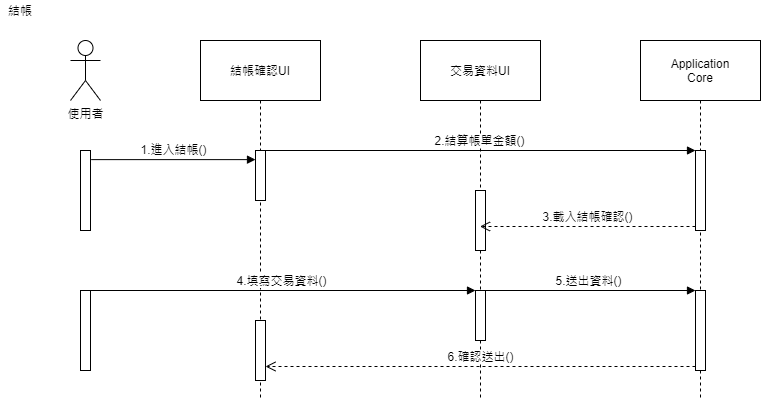 結帳
結帳確認UI
交易資料UI
Application
Core
使用者
1.進入結帳()
2.結算帳單金額()
3.載入結帳確認()
4.填寫交易資料()
5.送出資料()
6.確認送出()